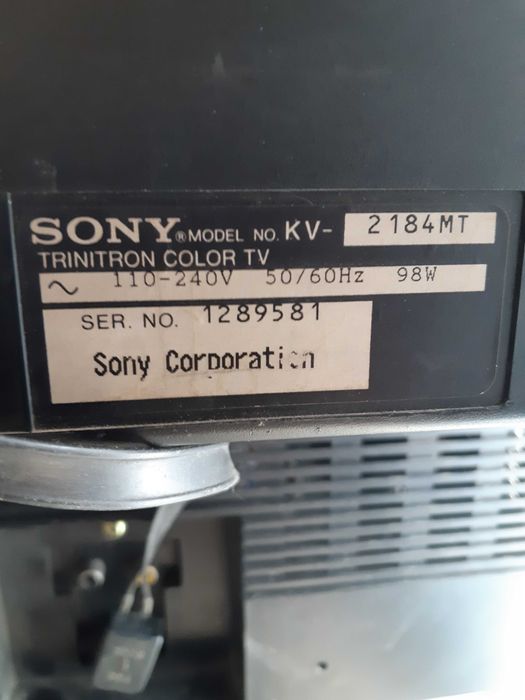 SONY® MODEL NO. KV- 2184MT
TRINITRON COLOR TV
~ 110-240V 50/60Hz 98W
SER. NO. 1289581
Sony Corporation